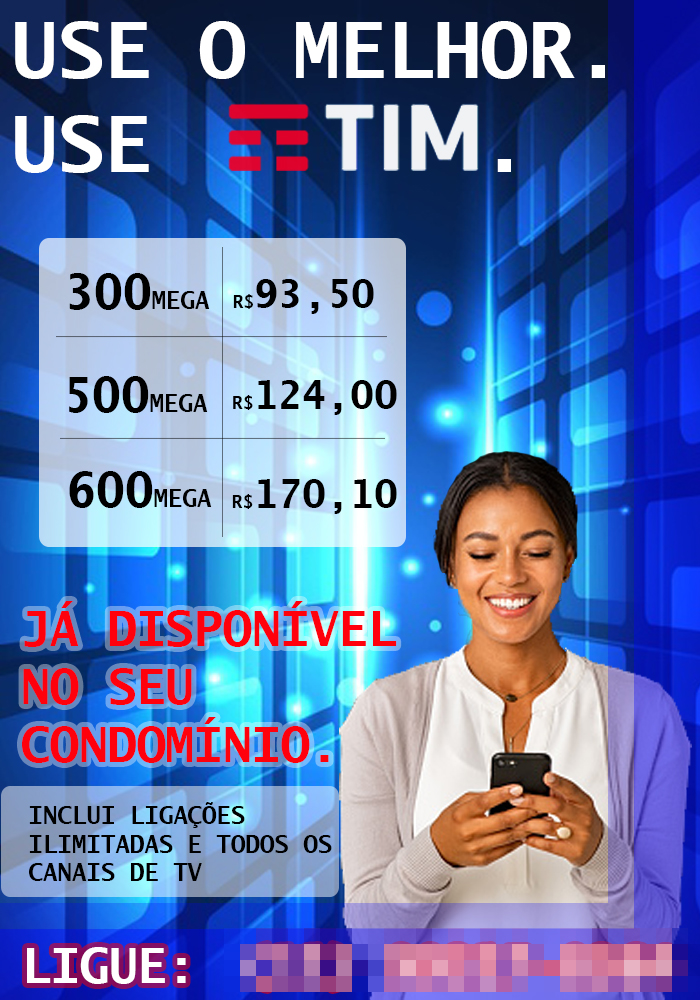 USE O MELHOR.
USE TIM.
300MEGA R$93,50
500MEGA R$124,00
600MEGA R$170,10
JÁ DISPONÍVEL
NO SEU
CONDOMÍNIO.
INCLUI LIGAÇÕES
ILIMITADAS E TODOS OS
CANAIS DE TV
LIGUE: